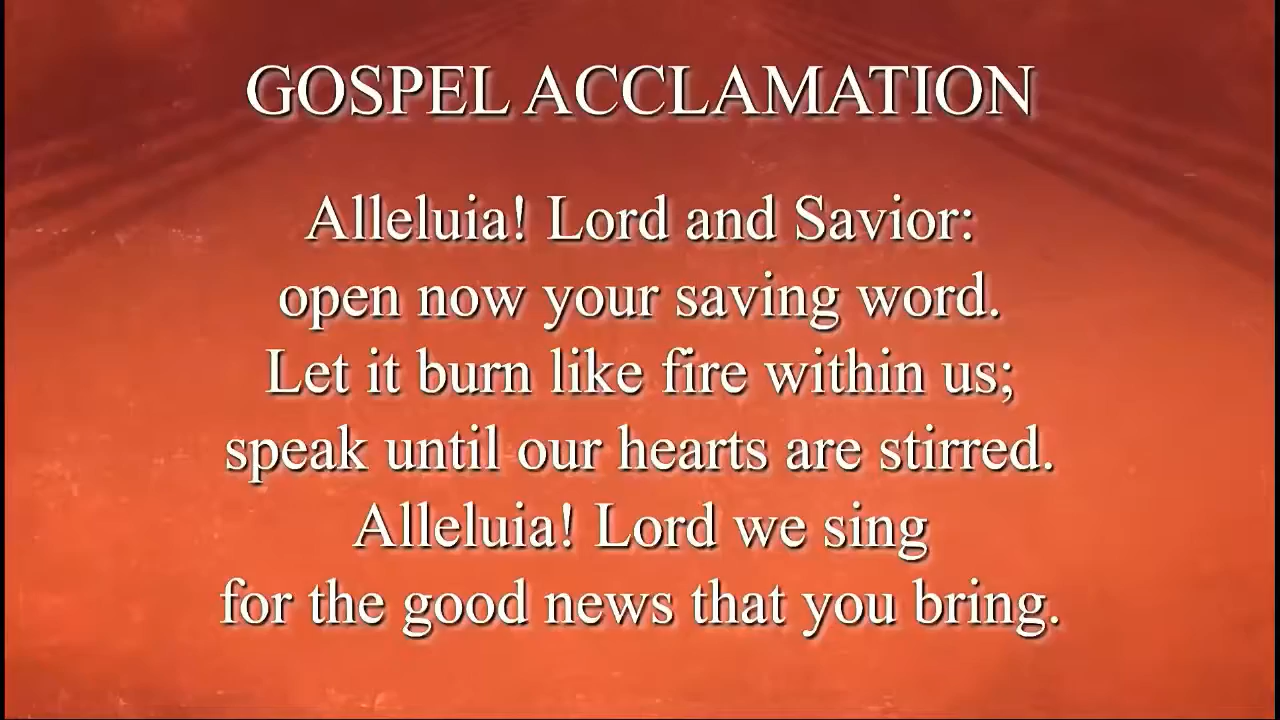 GOSPEL ACCLAMATION
Alleluia! Lord and Savior:
open now your saving word.
Let it burn like fire within us;
speak until our hearts are stirred.
Alleluia! Lord we sing
for the good news that you bring.